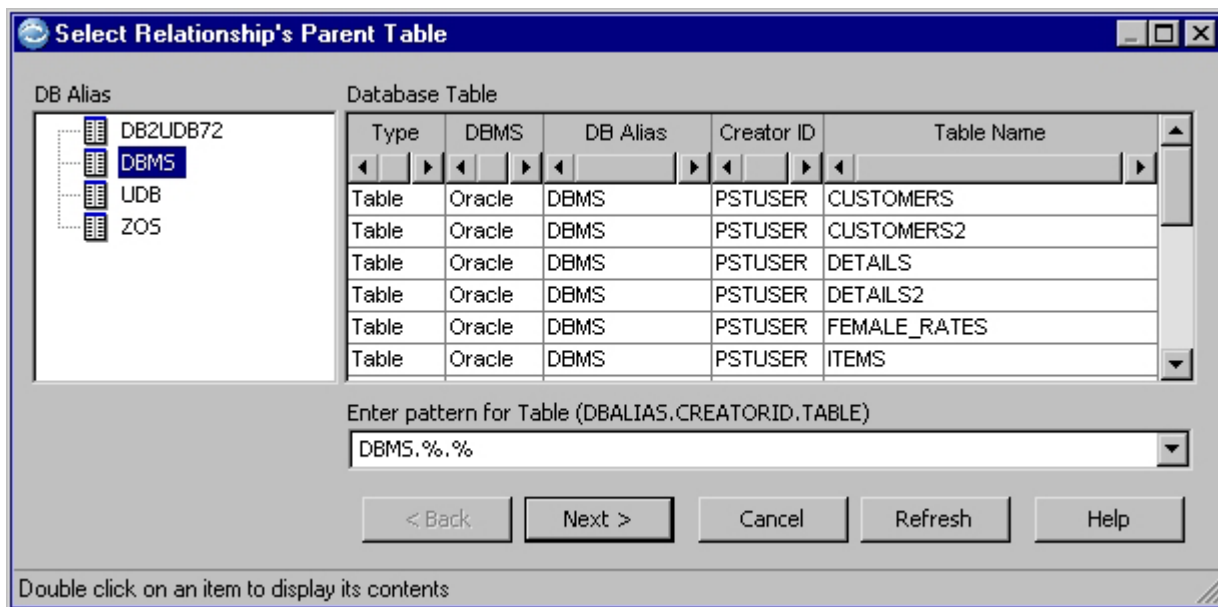 Select Relationship's Parent Table
DB Alias
DB2UDB72
DBMS
UDB
ZOS
Database Table
Type DBMS DB Alias Creator ID Table Name
Table Oracle DBMS PSTUSER CUSTOMERS
Table Oracle DBMS PSTUSER CUSTOMERS2
Table Oracle DBMS PSTUSER DETAILS
Table Oracle DBMS PSTUSER DETAILS2
Table Oracle DBMS PSTUSER FEMALE_RATES
Table Oracle DBMS PSTUSER ITEMS
Enter pattern for Table (DBALIAS.CREATORID.TABLE)
DBMS.%.%
< Back Next > Cancel Refresh Help
Double click on an item to display its contents